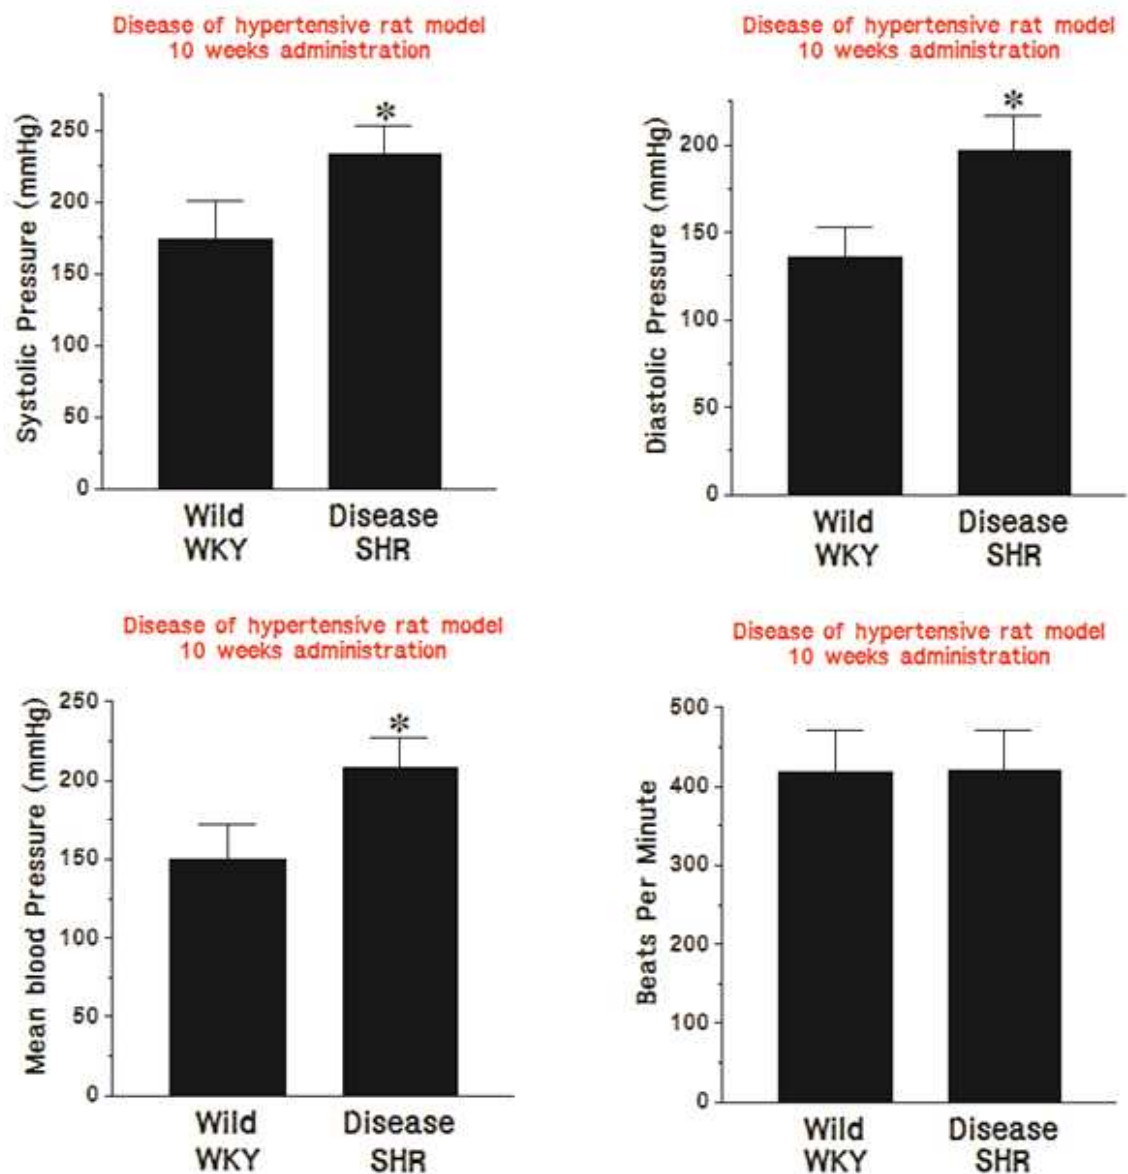 Disease of hypertensive rat model
10 weeks administration
Systolic Pressure (mmHg)
250
200
150
100
50
0
*
Wild
WKY
Disease
SHR
Disease of hypertensive rat model
10 weeks administration
Diastolic Pressure (mmHg)
200
150
100
50
0
*
Wild
WKY
Disease
SHR
Disease of hypertensive rat model
10 weeks administration
Mean blood Pressure (mmHg)
250
200
150
100
50
0
*
Wild
WKY
Disease
SHR
Disease of hypertensive rat model
10 weeks administration
Beats Per Minute
500
400
300
200
100
0
Wild
WKY
Disease
SHR